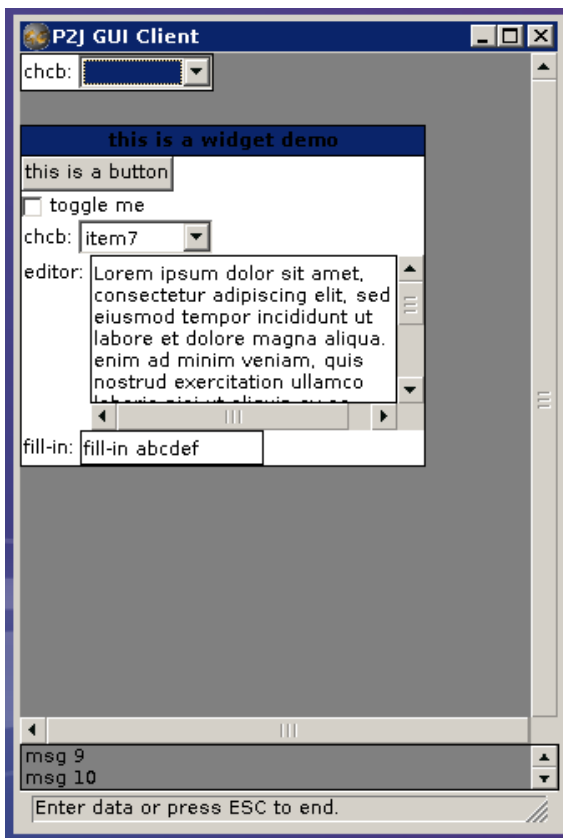 P2J GUI Client
chcb:
this is a widget demo
this is a button
toggle me
chcb: item7
editor: Lorem ipsum dolor sit amet,
consectetur adipiscing elit, sed
eiusmod tempor incididunt ut
labore et dolore magna aliqua.
enim ad minim veniam, quis
nostrud exercitation ullamco
fill-in: fill-in abcdef
msg 9
msg 10
Enter data or press ESC to end.